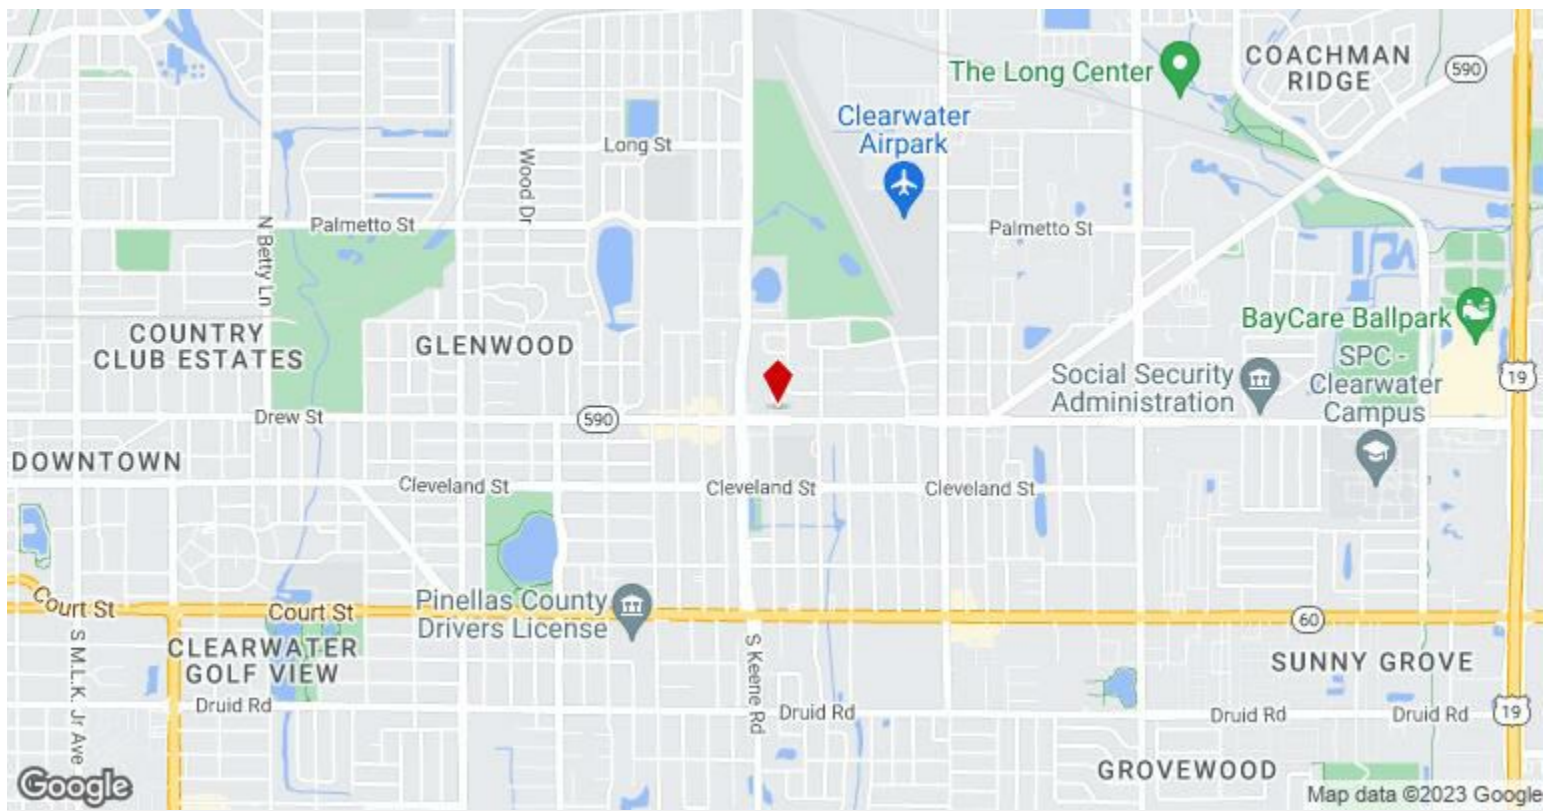 COACHMAN
RIDGE
590
The Long Center
Clearwater
Airpark
Long St
Wood Dr
Palmetto St
Palmetto St
N Betty Ln
BayCare Ballpark
COUNTRY
CLUB ESTATES
GLENWOOD
SPC -
Clearwater
Campus
Social Security
Administration
19
Drew St
590
DOWNTOWN
Cleveland St
Cleveland St
Cleveland St
Court St
Court St
Pinellas County
Drivers License
60
CLEARWATER
GOLF VIEW
S M.L.K. Jr Ave
S Keene Rd
SUNNY GROVE
Druid Rd
Druid Rd
Druid Rd
Druid Rd
19
GROVEWOOD
Google
Map data ©2023 Google